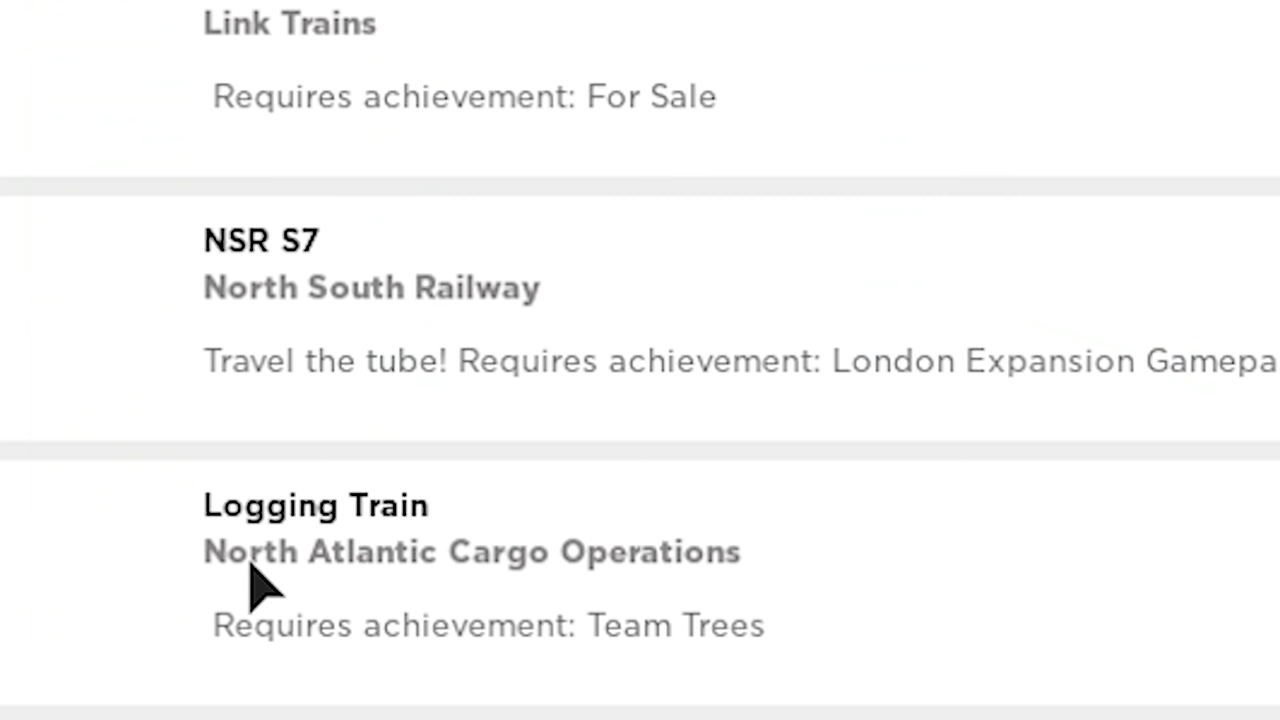 Link Trains
Requires achievement: For Sale
NSR S7
North South Railway
Travel the tube! Requires achievement: London Expansion Gamepa
Logging Train
North Atlantic Cargo Operations
Requires achievement: Team Trees